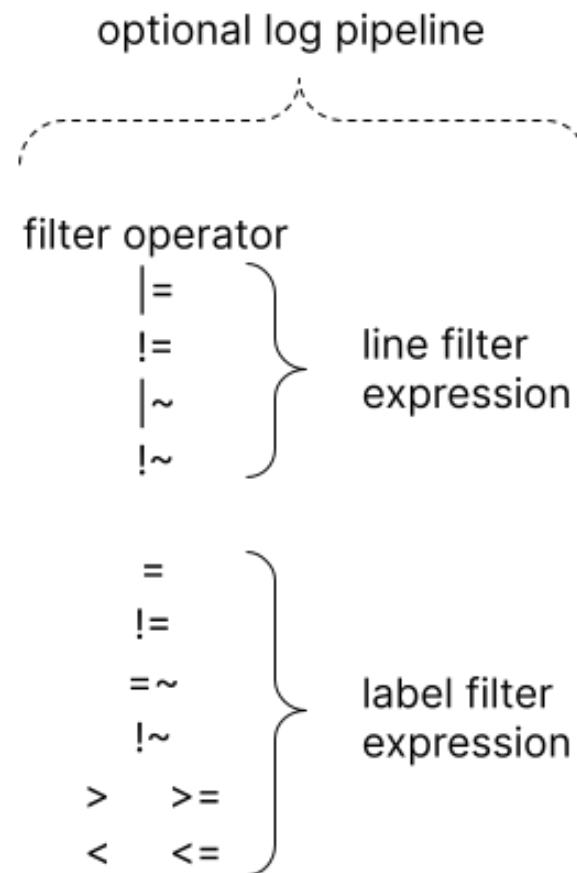 optional log pipeline
filter operator
|=
!=
|~
!~
line filter
expression
=
!=
=~
!~
> >=
< <=
label filter
expression